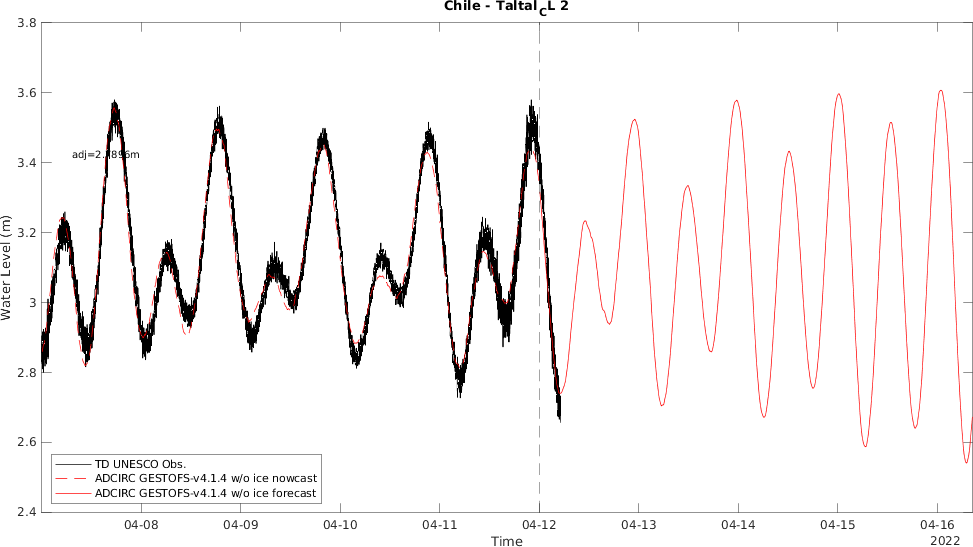 Chile - Taltal_CL 2
3.8
3.6
3.4
3.2
3
2.8
2.6
2.4
Water Level (m)
TD UNESCO Obs.
ADCIRC GESTOFS-v4.1.4 w/o ice nowcast
ADCIRC GESTOFS-v4.1.4 w/o ice forecast
04-08 04-09 04-10 04-11 04-12 04-13 04-14 04-15 04-16
Time
2022